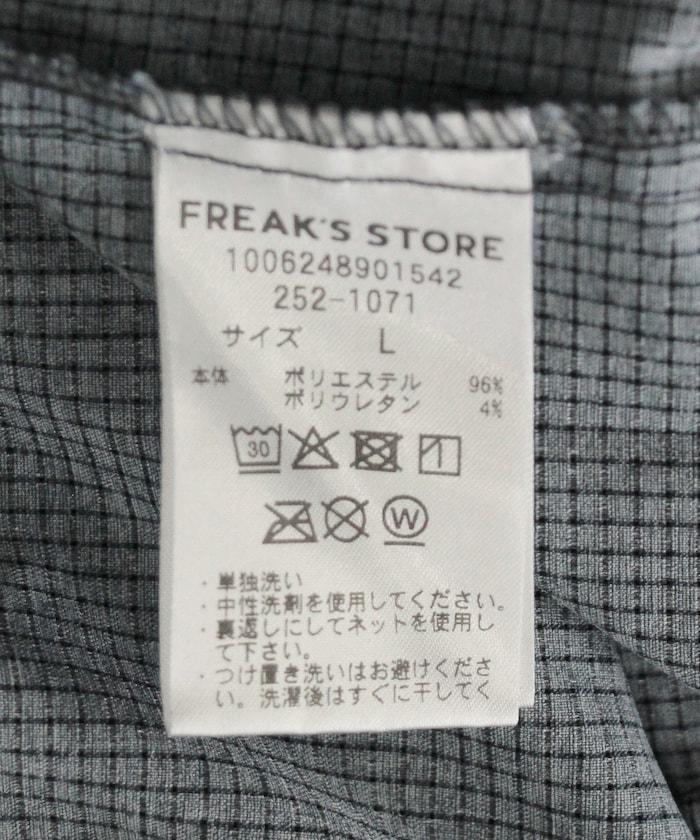 FREAK'S STORE
1006248901542
252-1071
サイズ L
本体 ポリエステル 96%
ポリウレタン 4%
30
W
・単独洗い
・中性洗剤を使用してください。
・裏返しにしてネットを使用し
て下さい。
・つけ置き洗いはお避けくださ
い。洗濯後はすぐに干してく